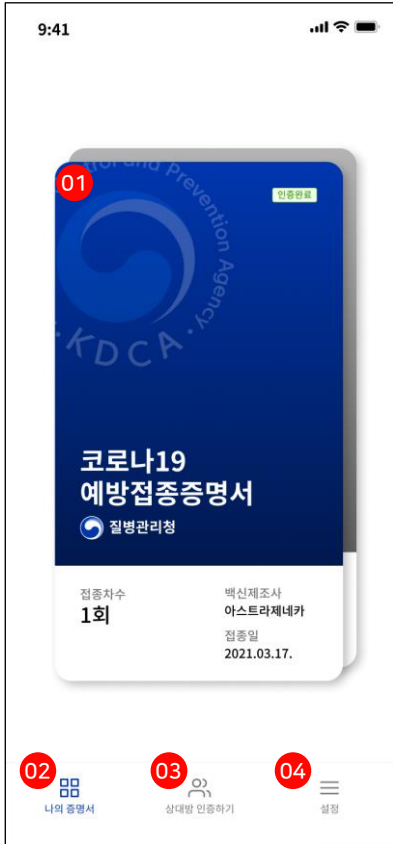 9:41
01
trol and Prevention Agency
· KDCA ·
인증완료
코로나19
예방접종증명서
질병관리청
접종차수
1회
백신제조사
아스트라제네카
접종일
2021.03.17.
02
나의 증명서
03
상대방 인증하기
04
설정